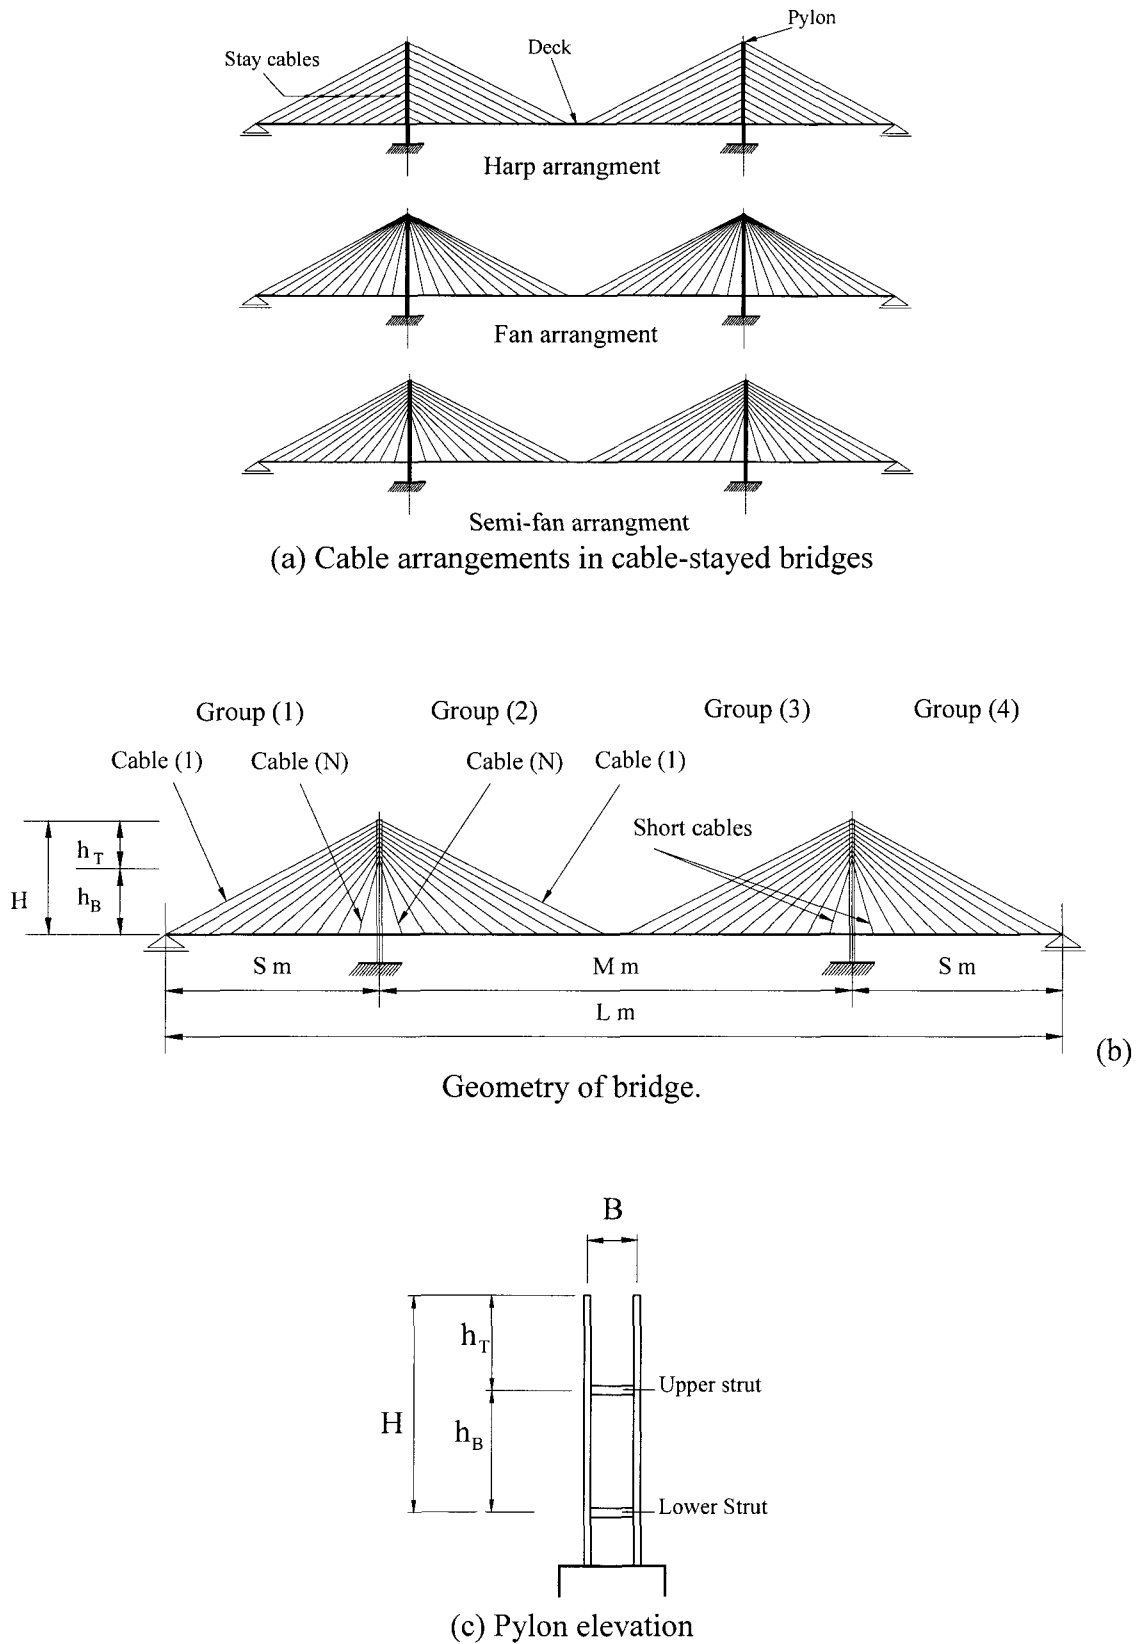 Pylon
Deck
Stay cables
Harp arrangment
Fan arrangment
Semi-fan arrangment
(a) Cable arrangements in cable-stayed bridges
Group (1) Group (2) Group (3) Group (4)
Cable (1) Cable (N) Cable (N) Cable (1)
Short cables
h_T
H
h_B
S m M m S m
L m
(b)
Geometry of bridge.
B
h_T
Upper strut
H
h_B
Lower Strut
(c) Pylon elevation